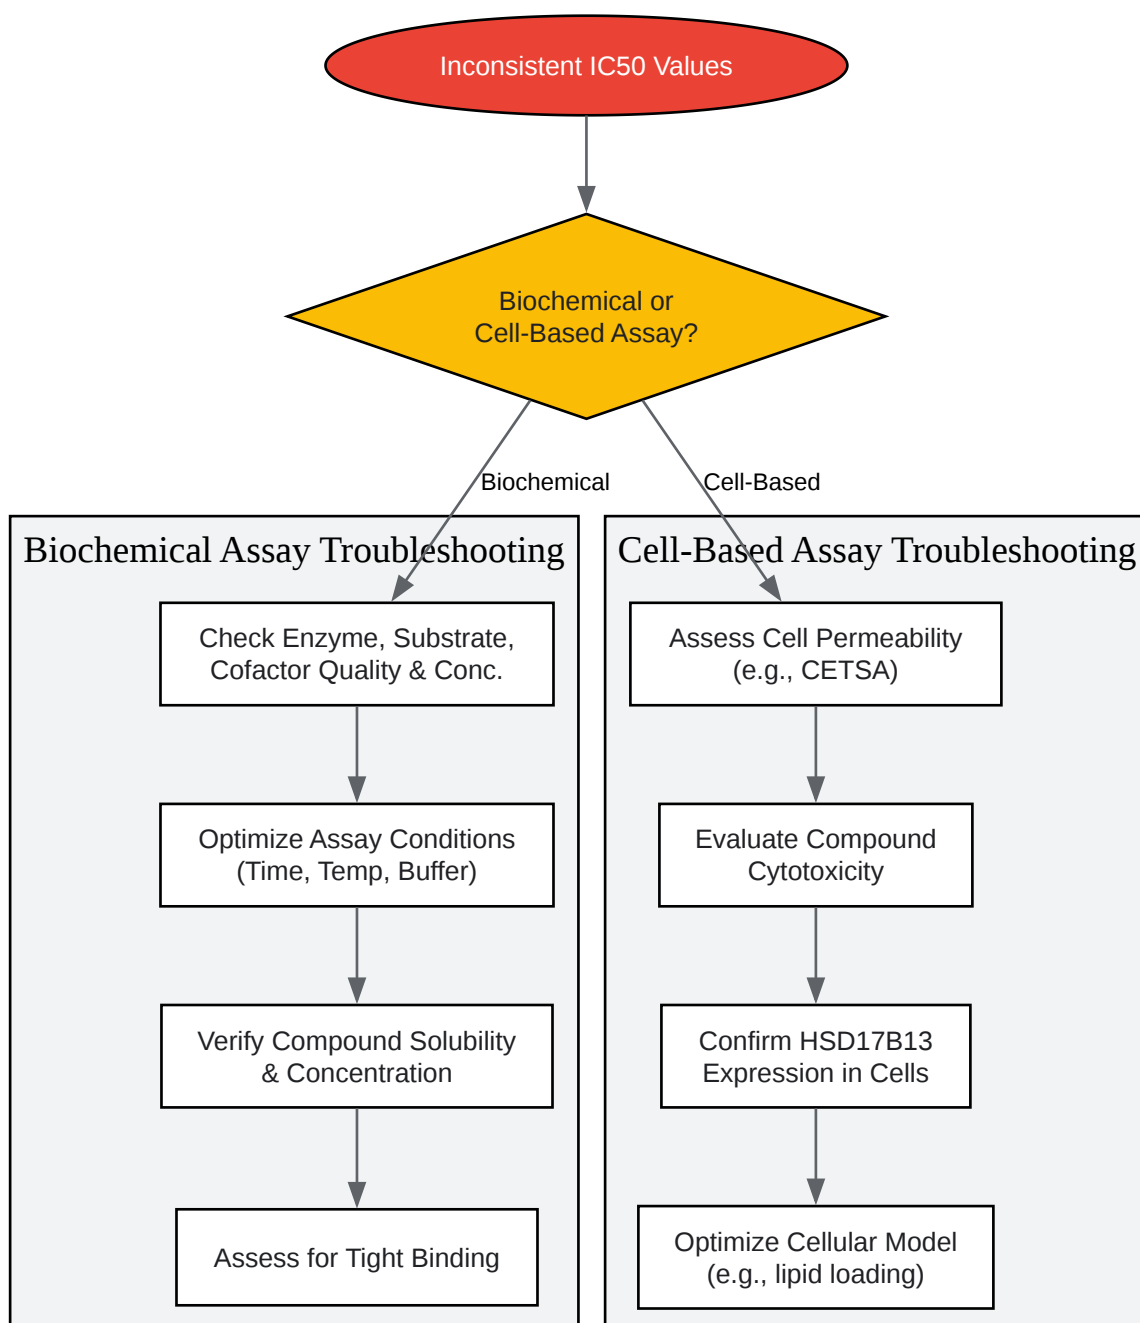 Inconsistent IC50 Values
Biochemical or
Cell-Based Assay?
Biochemical
Cell-Based
Biochemical Assay Troubleshooting
Check Enzyme, Substrate,
Cofactor Quality & Conc.
Optimize Assay Conditions
(Time, Temp, Buffer)
Verify Compound Solubility
& Concentration
Assess for Tight Binding
Cell-Based Assay Troubleshooting
Assess Cell Permeability
(e.g., CETSA)
Evaluate Compound
Cytotoxicity
Confirm HSD17B13
Expression in Cells
Optimize Cellular Model
(e.g., lipid loading)